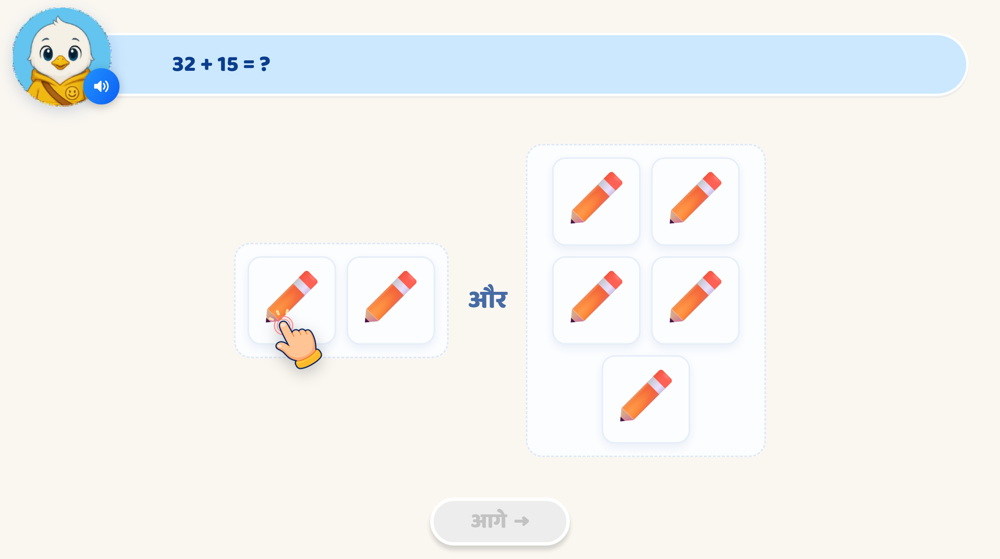 32 + 15 = ?
और
आगे →